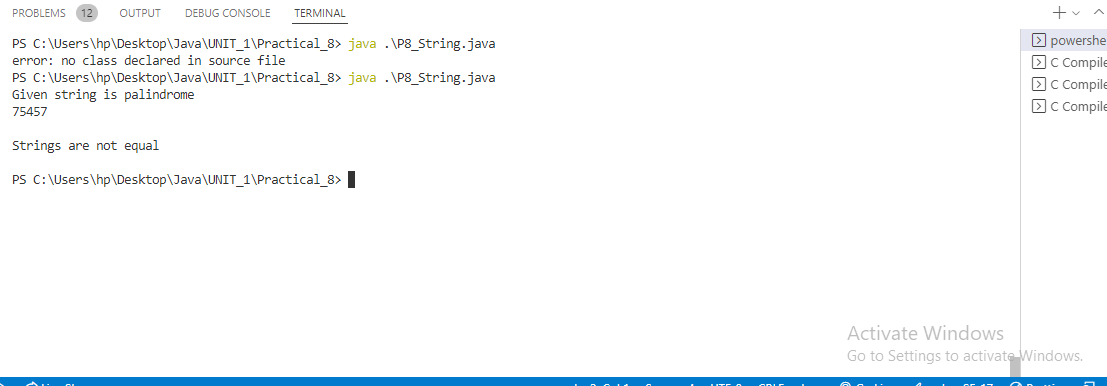 PROBLEMS 12 OUTPUT DEBUG CONSOLE TERMINAL
PS C:\Users\hp\Desktop\Java\UNIT_1\Practical_8> java .\P8_String.java
error: no class declared in source file
PS C:\Users\hp\Desktop\Java\UNIT_1\Practical_8> java .\P8_String.java
Given string is palindrome
75457
Strings are not equal
PS C:\Users\hp\Desktop\Java\UNIT_1\Practical_8>
powershe
C Compile
C Compile
C Compile
Activate Windows
Go to Settings to activate Windows.